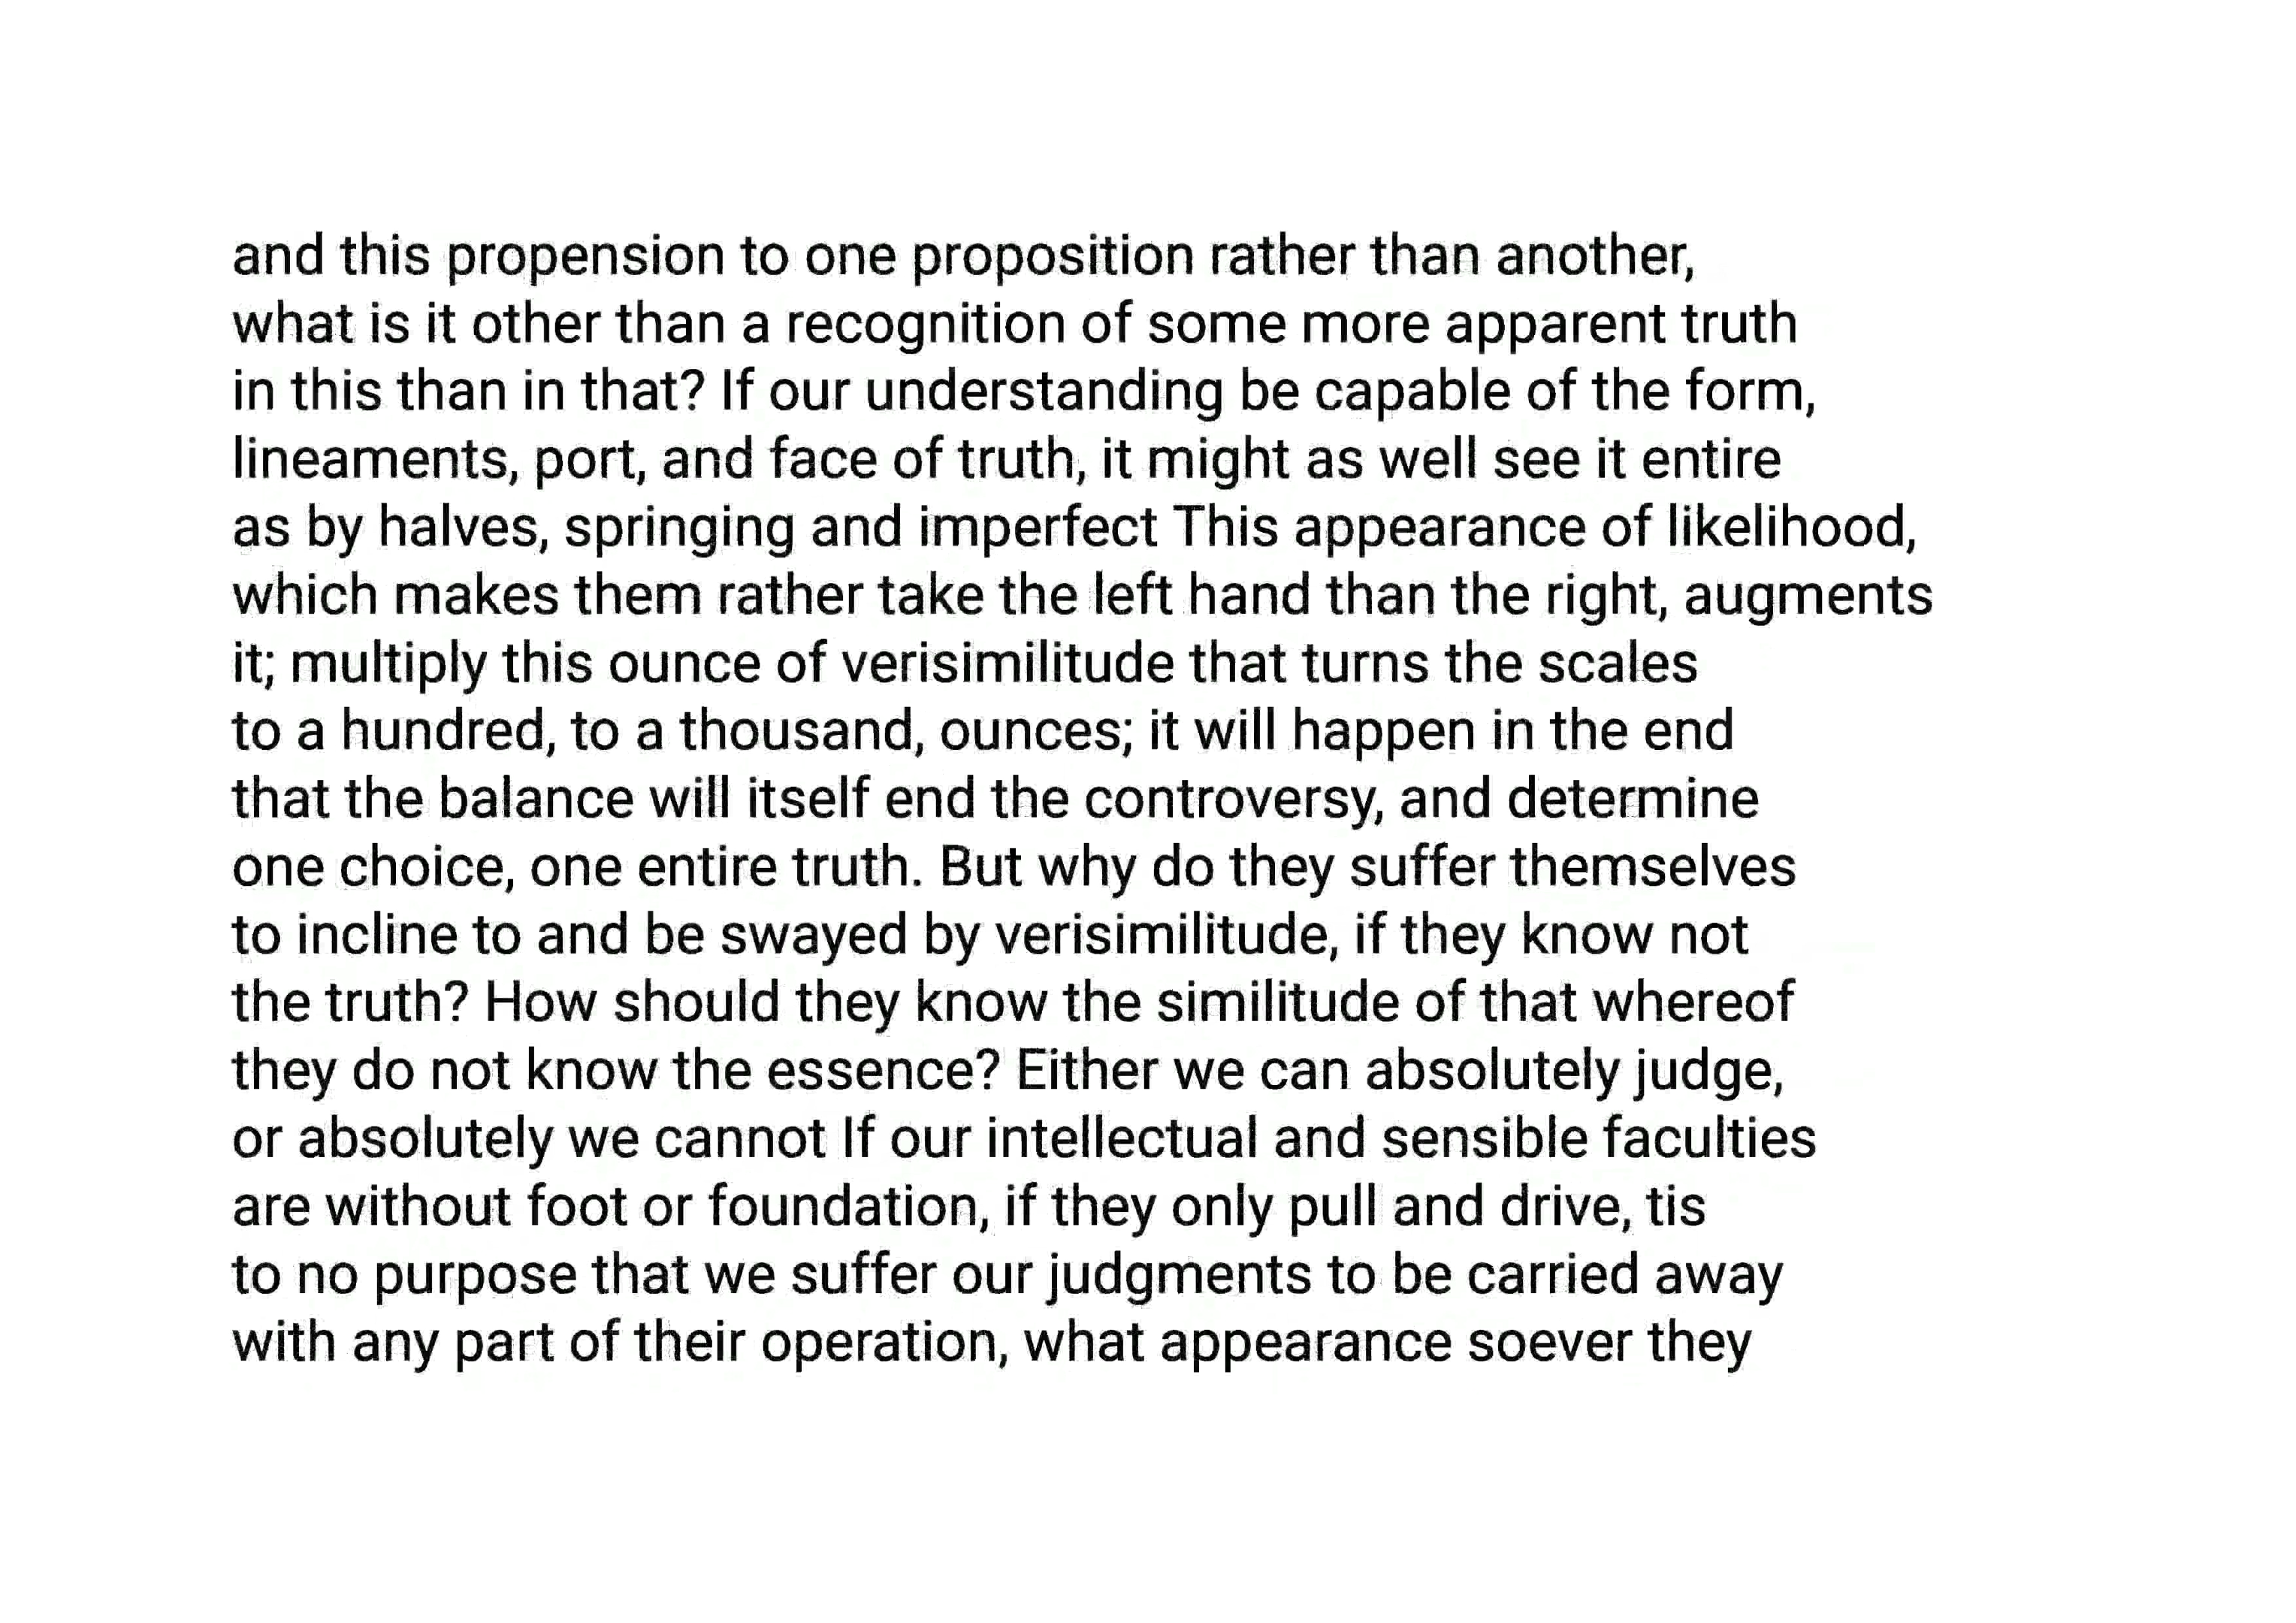 and this propension to one proposition rather than another,
what is it other than a recognition of some more apparent truth
in this than in that? If our understanding be capable of the form,
lineaments, port, and face of truth, it might as well see it entire
as by halves, springing and imperfect This appearance of likelihood,
which makes them rather take the left hand than the right, augments
it; multiply this ounce of verisimilitude that turns the scales
to a hundred, to a thousand, ounces; it will happen in the end
that the balance will itself end the controversy, and determine
one choice, one entire truth. But why do they suffer themselves
to incline to and be swayed by verisimilitude, if they know not
the truth? How should they know the similitude of that whereof
they do not know the essence? Either we can absolutely judge,
or absolutely we cannot If our intellectual and sensible faculties
are without foot or foundation, if they only pull and drive, tis
to no purpose that we suffer our judgments to be carried away
with any part of their operation, what appearance soever they